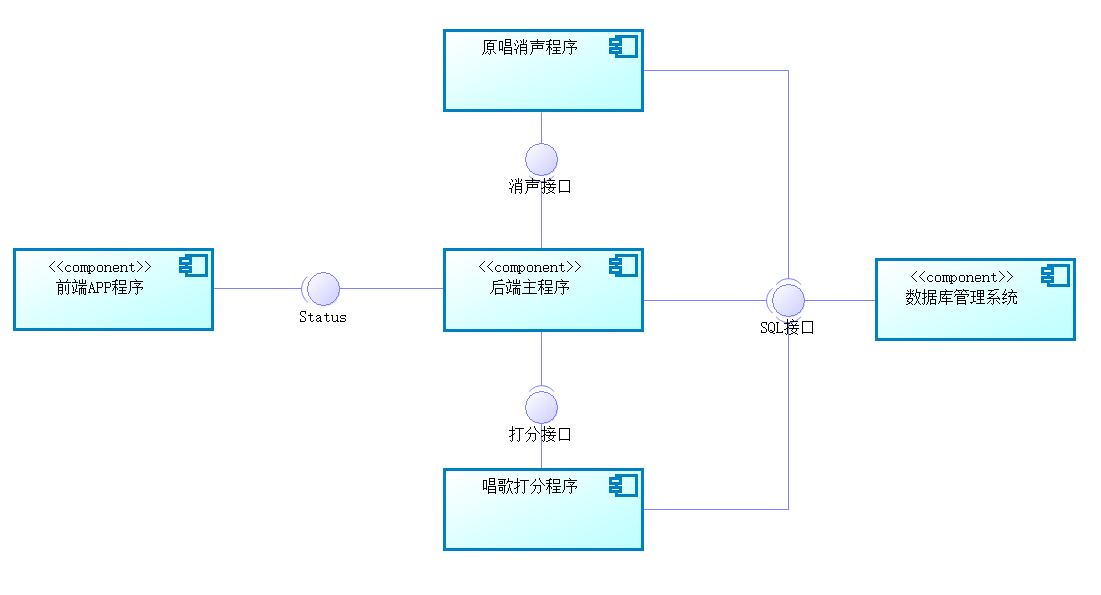 原唱消声程序
消声接口
<<component>>
前端APP程序
Status
<<component>>
后端主程序
SQL接口
<<component>>
数据库管理系统
打分接口
唱歌打分程序